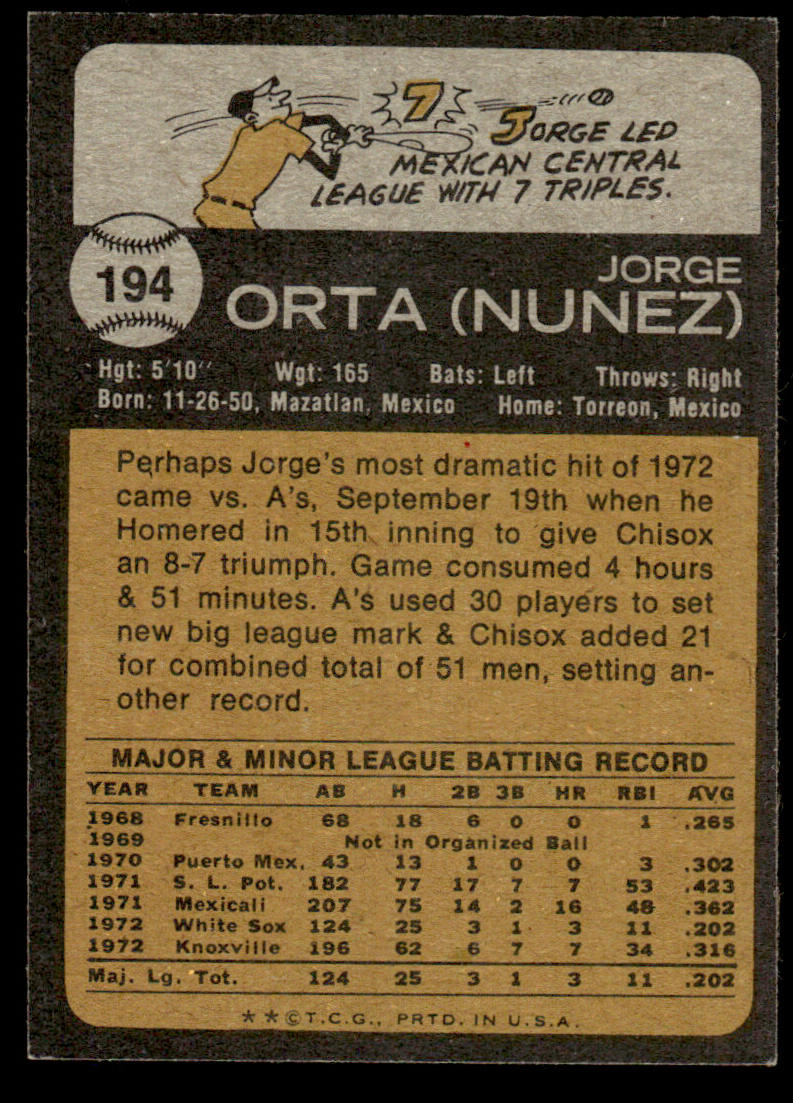 7
JORGE LED
MEXICAN CENTRAL
LEAGUE WITH 7 TRIPLES.
194
JORGE
ORTA (NUNEZ)
Hgt: 5'10" Wgt: 165 Bats: Left Throws: Right
Born: 11-26-50, Mazatlan, Mexico Home: Torreon, Mexico
Perhaps Jorge's most dramatic hit of 1972
came vs. A's, September 19th when he
Homered in 15th inning to give Chisox
an 8-7 triumph. Game consumed 4 hours
& 51 minutes. A's used 30 players to set
new big league mark & Chisox added 21
for combined total of 51 men, setting an-
other record.
MAJOR & MINOR LEAGUE BATTING RECORD
YEAR TEAM AB H 2B 3B HR RBI AVG
1968 Fresnillo 68 18 6 0 0 1 .265
1969 Not in Organized Ball
1970 Puerto Mex. 43 13 1 0 0 3 .302
1971 S. L. Pot. 182 77 17 7 7 53 .423
1971 Mexicali 207 75 14 2 16 48 .362
1972 White Sox 124 25 3 1 3 11 .202
1972 Knoxville 196 62 6 7 7 34 .316
Maj. Lg. Tot. 124 25 3 1 3 11 .202
**©T.C.G., PRTD. IN U.S.A.